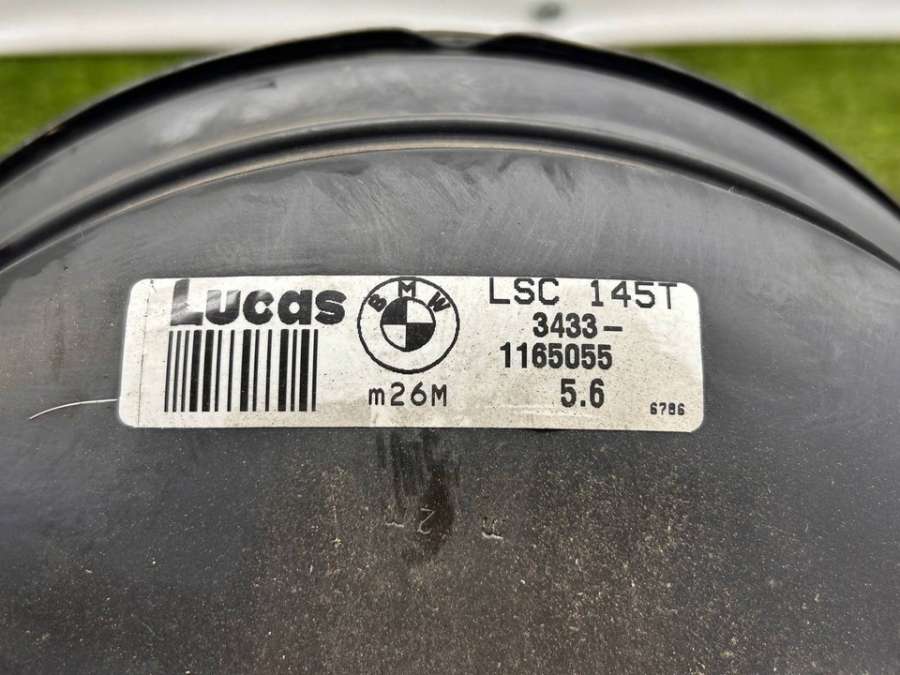 Lucas
BMW
m26M
LSC 145T
3433-
1165055
5.6
6786